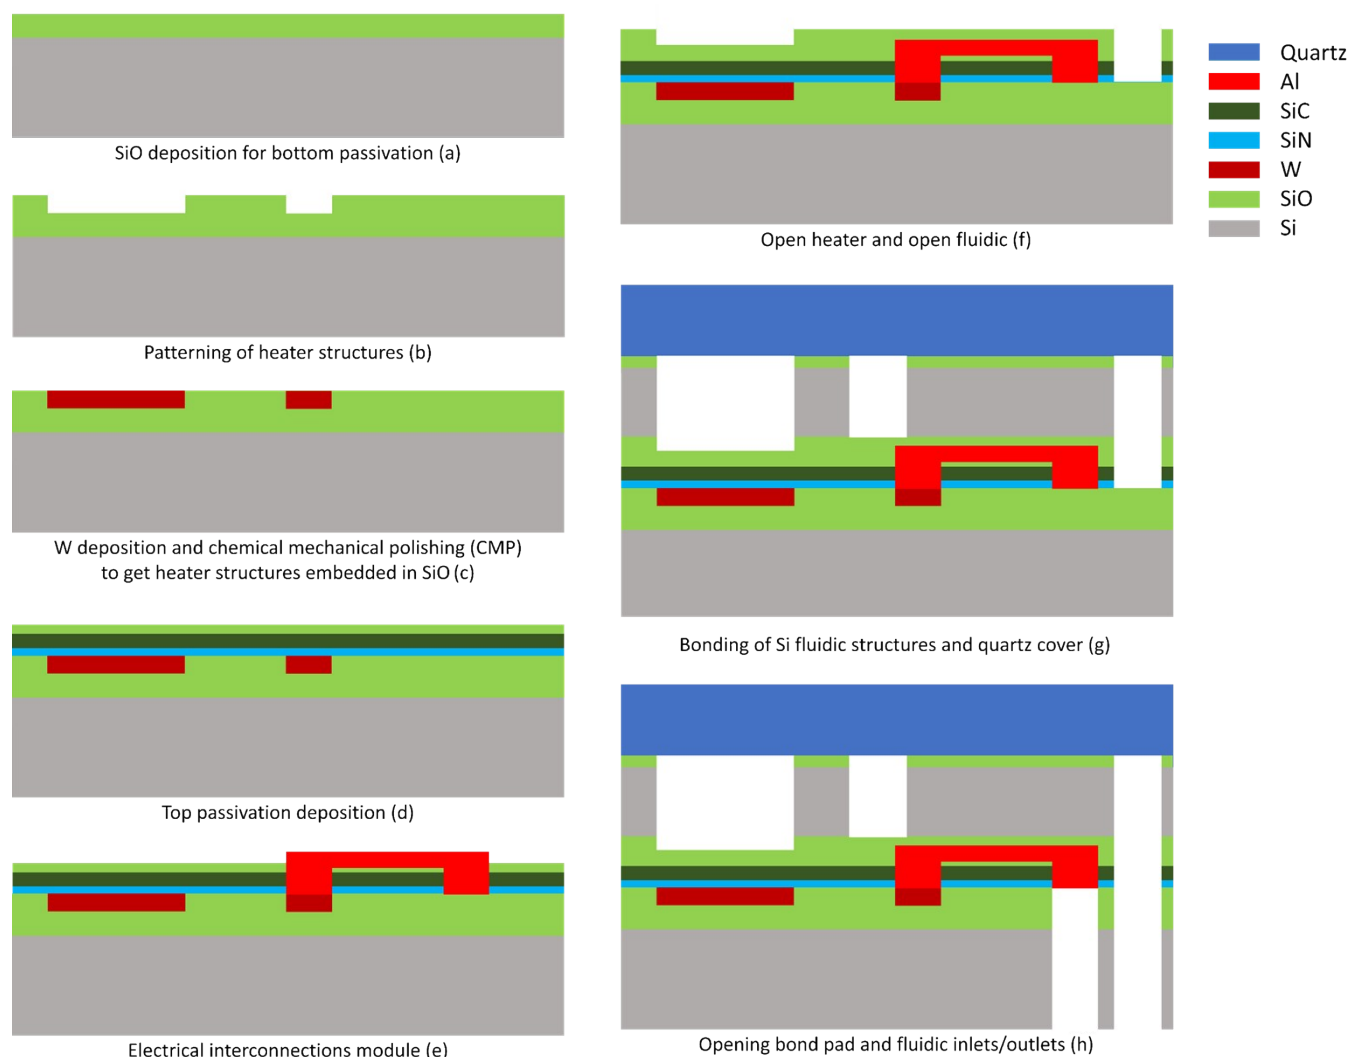 SiO deposition for bottom passivation (a)
Patterning of heater structures (b)
W deposition and chemical mechanical polishing (CMP)
to get heater structures embedded in SiO (c)
Top passivation deposition (d)
Electrical interconnections module (e)
Open heater and open fluidic (f)
Bonding of Si fluidic structures and quartz cover (g)
Opening bond pad and fluidic inlets/outlets (h)
Quartz
Al
SiC
SiN
W
SiO
Si